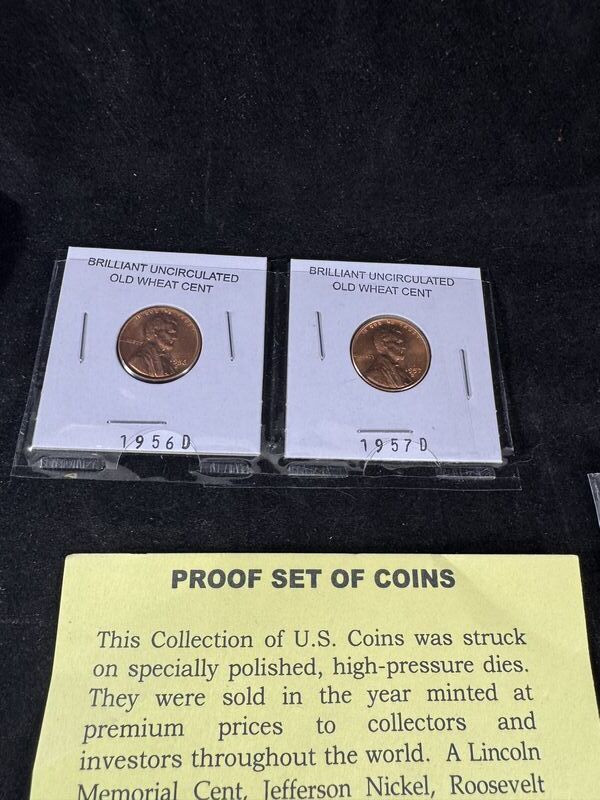 BRILLIANT UNCIRCULATED
OLD WHEAT CENT
1956 D
BRILLIANT UNCIRCULATED
OLD WHEAT CENT
1957 D
PROOF SET OF COINS
This Collection of U.S. Coins was struck
on specially polished, high-pressure dies.
They were sold in the year minted at
premium prices to collectors and
investors throughout the world. A Lincoln
Memorial Cent, Jefferson Nickel, Roosevelt